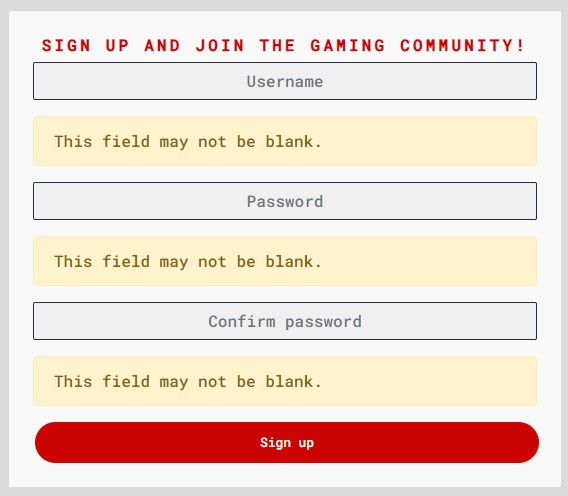 SIGN UP AND JOIN THE GAMING COMMUNITY!
Username
This field may not be blank.
Password
This field may not be blank.
Confirm password
This field may not be blank.
Sign up